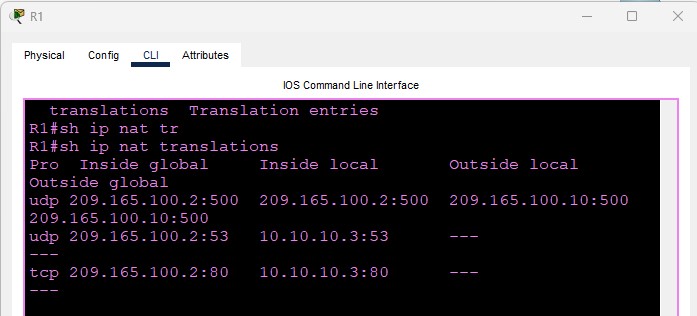 R1
Physical Config CLI Attributes
IOS Command Line Interface
translations Translation entries
R1#sh ip nat tr
R1#sh ip nat translations
Pro Inside global Inside local Outside local
Outside global
udp 209.165.100.2:500 209.165.100.2:500 209.165.100.10:500
209.165.100.10:500
udp 209.165.100.2:53 10.10.10.3:53 ---
---
tcp 209.165.100.2:80 10.10.10.3:80 ---
---